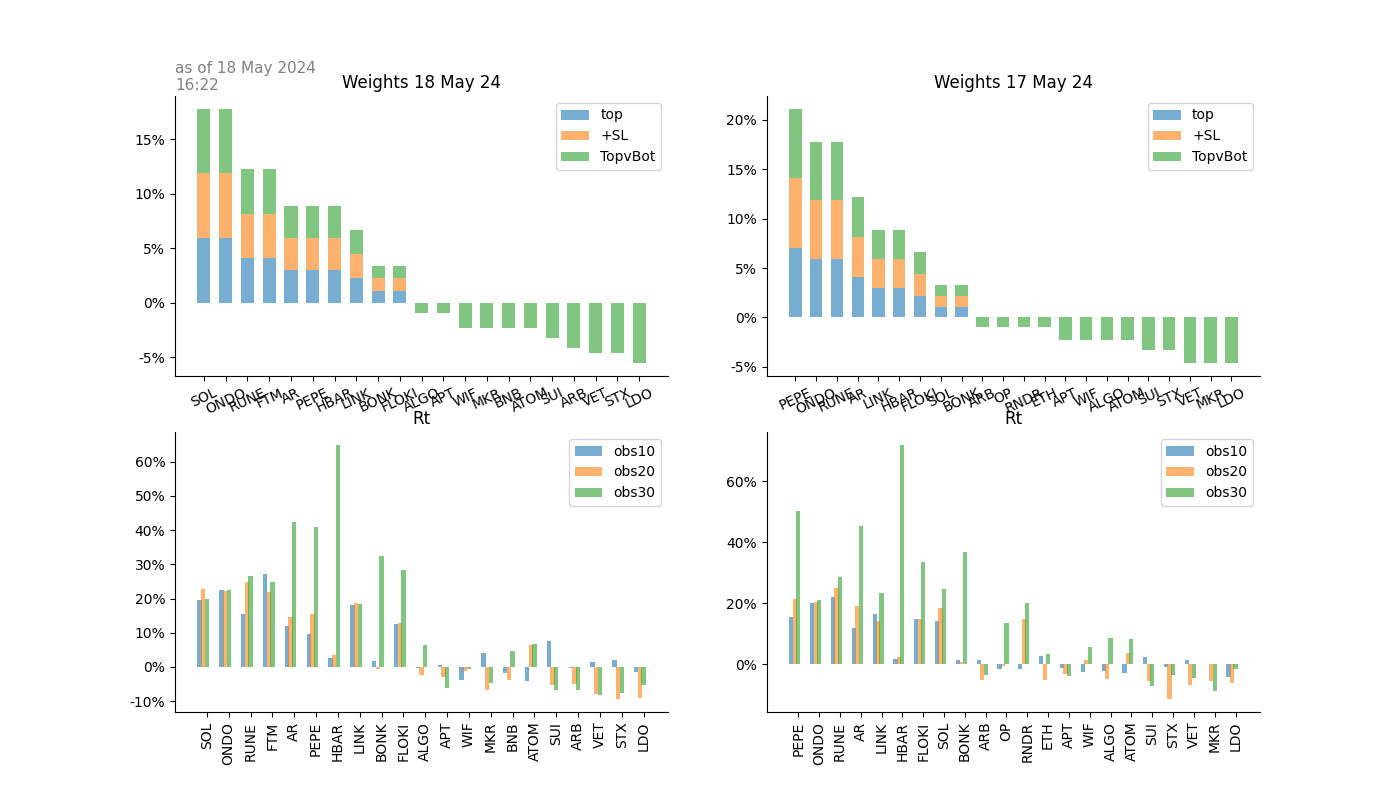 as of 18 May 2024
16:22
Weights 18 May 24
15%
10%
5%
0%
-5%
top
+SL
TopvBot
SOL
ONDO
RUNE
FTM
AR
PEPE
HBAR
LINK
BONK
FLOKI
ALGO
APT
WIF
MKR
BNB
ATOM
SUI
ARB
VET
STX
LDO
Weights 17 May 24
20%
15%
10%
5%
0%
-5%
top
+SL
TopvBot
PEPE
ONDO
RUNE
AR
LINK
HBAR
FLOKI
SOL
BONK
ARB
OP
RNDR
ETH
APT
WIF
ALGO
ATOM
SUI
STX
VET
MKR
LDO
Rt
60%
50%
40%
30%
20%
10%
0%
-10%
obs10
obs20
obs30
SOL
ONDO
RUNE
FTM
AR
PEPE
HBAR
LINK
BONK
FLOKI
ALGO
APT
WIF
MKR
BNB
ATOM
SUI
ARB
VET
STX
LDO
Rt
60%
40%
20%
0%
obs10
obs20
obs30
PEPE
ONDO
RUNE
AR
LINK
HBAR
FLOKI
SOL
BONK
ARB
OP
RNDR
ETH
APT
WIF
ALGO
ATOM
SUI
STX
VET
MKR
LDO